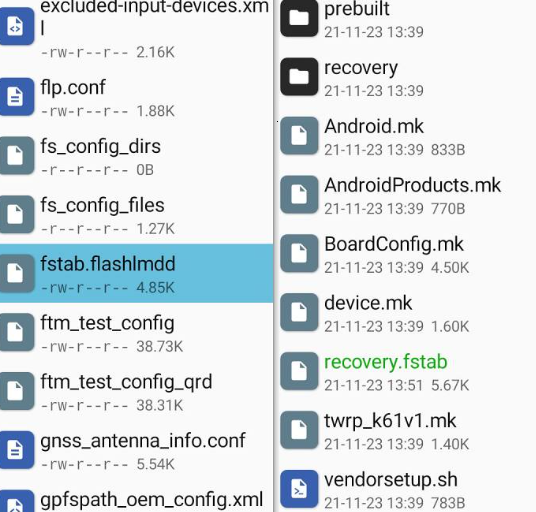 excluded-input-devices.xm
l
-rw-r--r-- 2.16K
flp.conf
-rw-r--r-- 1.88K
fs_config_dirs
-r--r--r-- 0B
fs_config_files
-r--r--r-- 1.27K
fstab.flashlmdd
-rw-r--r-- 4.85K
ftm_test_config
-rw-r--r-- 38.73K
ftm_test_config_qrd
-rw-r--r-- 38.31K
gnss_antenna_info.conf
-rw-r--r-- 5.54K
gpfspath_oem_config.xml
prebuilt
21-11-23 13:39
recovery
21-11-23 13:39
Android.mk
21-11-23 13:39 833B
AndroidProducts.mk
21-11-23 13:39 770B
BoardConfig.mk
21-11-23 13:39 4.50K
device.mk
21-11-23 13:39 1.60K
recovery.fstab
21-11-23 13:51 5.67K
twrp_k61v1.mk
21-11-23 13:39 1.40K
vendorsetup.sh
21-11-23 13:39 783B